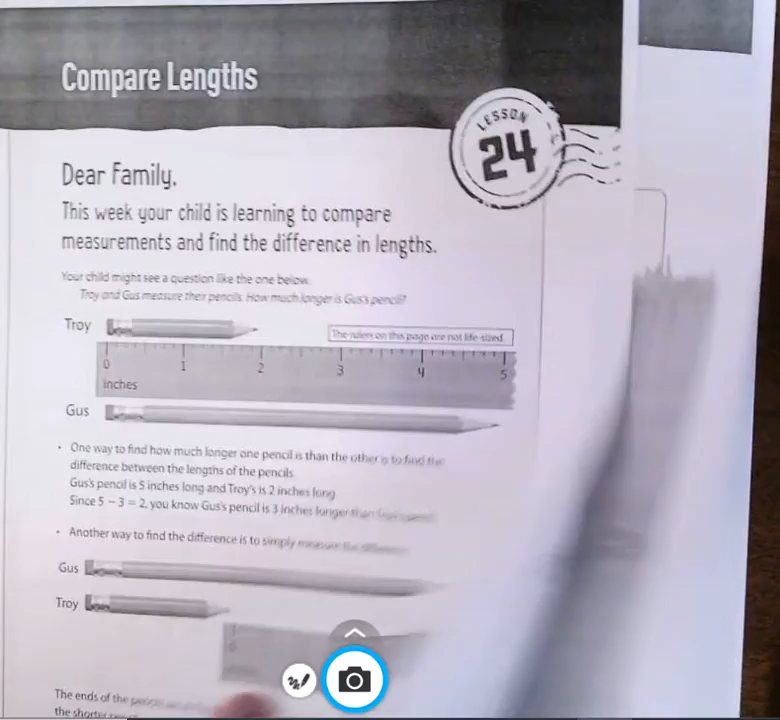 Compare Lengths
LESSON
24
Dear Family,
This week your child is learning to compare
measurements and find the difference in lengths.
Your child might see a question like the one below.
Troy and Gus measure their pencils. How much longer is Gus's pencil?
Troy
The rulers on this page are not life-sized.
0 1 2 3 4 5
inches
Gus
• One way to find how much longer one pencil is than the other is to find the
difference between the lengths of the pencils.
Gus's pencil is 5 inches long and Troy's is 2 inches long
Since 5 − 3 = 2, you know Gus's pencil is 3 inches longer than
• Another way to find the difference is to simply measure the
Gus
Troy
The ends of the
the shorter